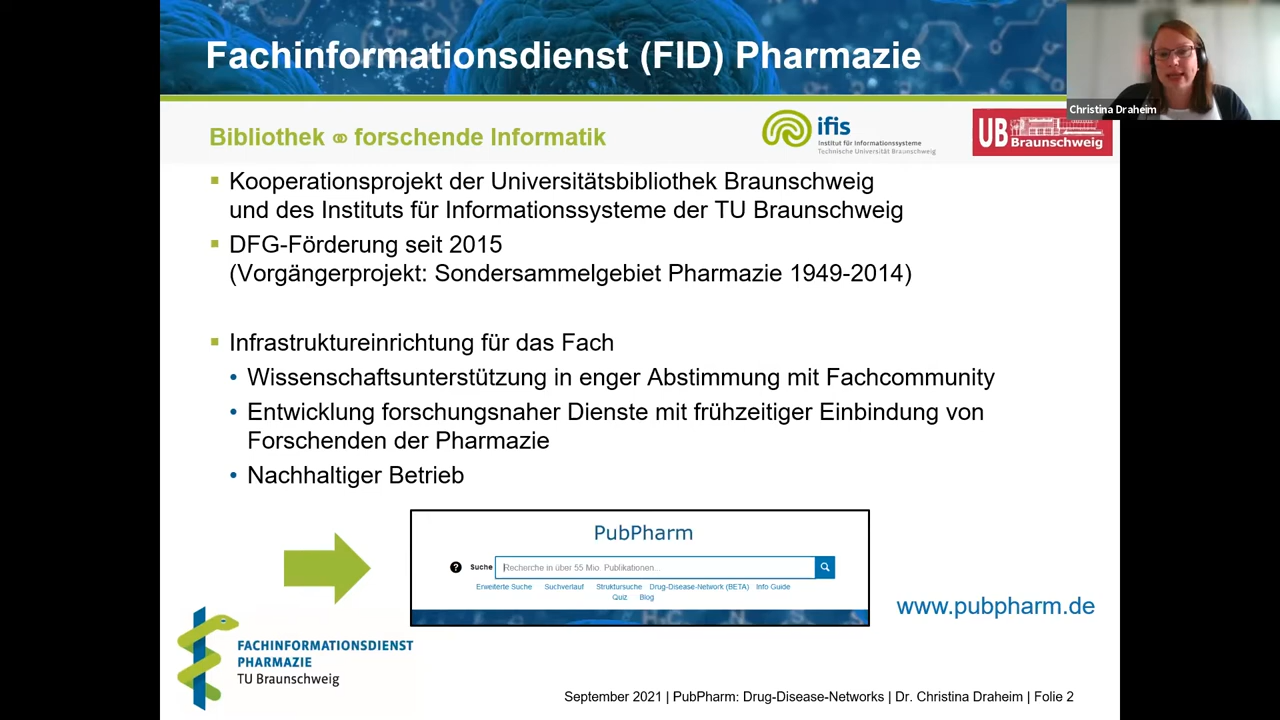 Fachinformationsdienst (FID) Pharmazie
Christina Draheim
Bibliothek forschende Informatik
ifis
Institut für Informationssysteme
Technische Universität Braunschweig
UB Braunschweig
Kooperationsprojekt der Universitätsbibliothek Braunschweig
und des Instituts für Informationssysteme der TU Braunschweig
DFG-Förderung seit 2015
(Vorgängerprojekt: Sondersammelgebiet Pharmazie 1949-2014)
Infrastruktureinrichtung für das Fach
Wissenschaftsunterstützung in enger Abstimmung mit Fachcommunity
Entwicklung forschungsnaher Dienste mit frühzeitiger Einbindung von
Forschenden der Pharmazie
Nachhaltiger Betrieb
PubPharm
? Suche Recherche in über 55 Mio. Publikationen...
Erweiterte Suche Suchverlauf Struktursuche Drug-Disease-Network (BETA) Info Guide
Quiz Blog
H C N S S
www.pubpharm.de
FACHINFORMATIONSDIENST
PHARMAZIE
TU Braunschweig
September 2021 | PubPharm: Drug-Disease-Networks | Dr. Christina Draheim | Folie 2